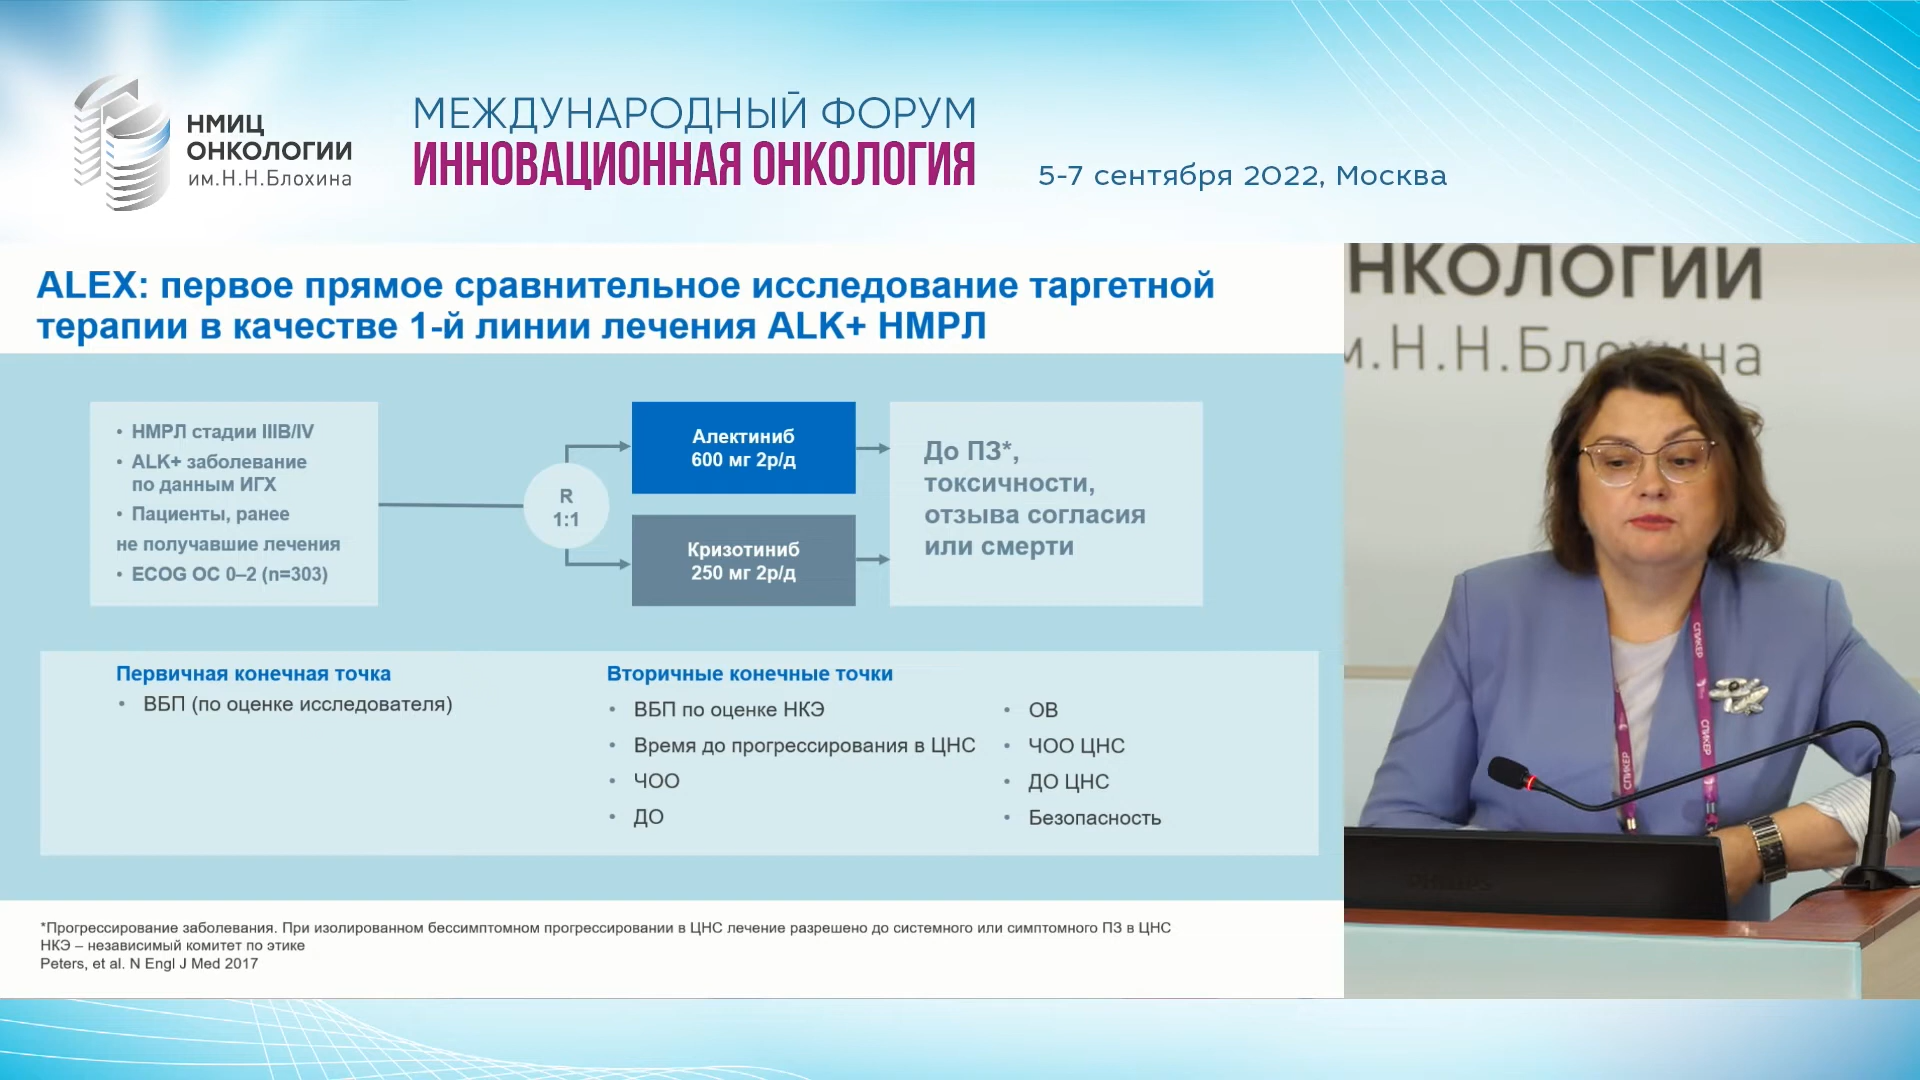 НМИЦ
ОНКОЛОГИИ
им.Н.Н.Блохина
МЕЖДУНАРОДНЫЙ ФОРУМ
ИННОВАЦИОННАЯ ОНКОЛОГИЯ
5-7 сентября 2022, Москва
ALEX: первое прямое сравнительное исследование таргетной
терапии в качестве 1-й линии лечения ALK+ НМРЛ
• НМРЛ стадии IIIB/IV
• ALK+ заболевание
по данным ИГХ
• Пациенты, ранее
не получавшие лечения
• ECOG ОС 0–2 (n=303)
R
1:1
Алектиниб
600 мг 2р/д
Кризотиниб
250 мг 2р/д
До ПЗ*,
токсичности,
отзыва согласия
или смерти
Первичная конечная точка
• ВБП (по оценке исследователя)
Вторичные конечные точки
• ВБП по оценке НКЭ
• Время до прогрессирования в ЦНС
• ЧОО
• ДО
• ОВ
• ЧОО ЦНС
• ДО ЦНС
• Безопасность
*Прогрессирование заболевания. При изолированном бессимптомном прогрессировании в ЦНС лечение разрешено до системного или симптомного ПЗ в ЦНС
НКЭ – независимый комитет по этике
Peters, et al. N Engl J Med 2017
НКОЛОГИИ
м.Н.Н.Блохина
СПИКЕР
СПИКЕР
СПИКЕР
PHILIPS